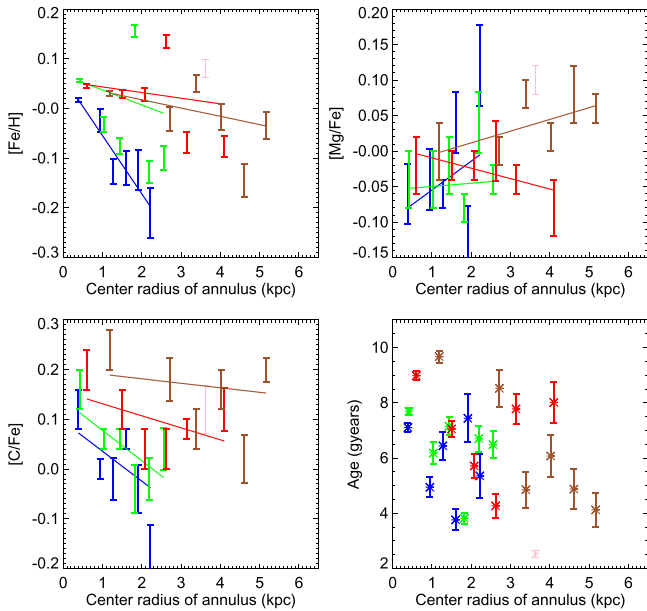 0.2
0.1
-0.0
-0.1
-0.2
-0.3
[Fe/H]
0 1 2 3 4 5 6
Center radius of annulus (kpc)
0.20
0.15
0.10
0.05
-0.00
-0.05
-0.10
-0.15
[Mg/Fe]
0 1 2 3 4 5 6
Center radius of annulus (kpc)
0.3
0.2
0.1
0.0
-0.1
-0.2
[C/Fe]
0 1 2 3 4 5 6
Center radius of annulus (kpc)
10
8
6
4
2
Age (gyears)
0 1 2 3 4 5 6
Center radius of annulus (kpc)